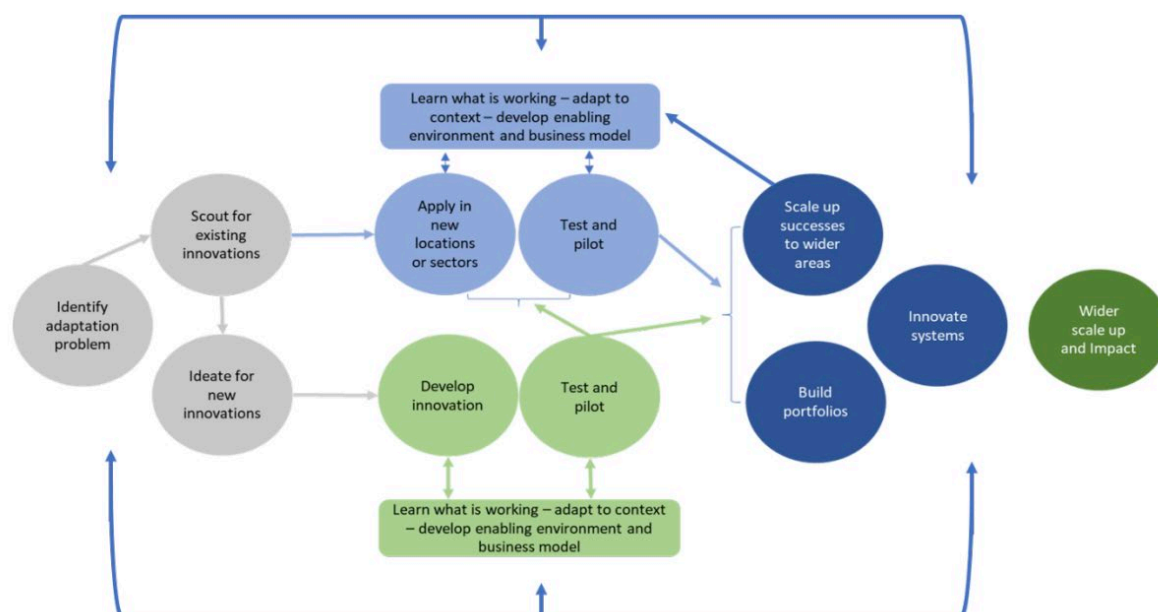 Learn what is working – adapt to
context – develop enabling
environment and business model
Scout for
existing
innovations
Apply in
new
locations
or sectors
Test and
pilot
Scale up
successes
to wider
areas
Identify
adaptation
problem
Innovate
systems
Wider
scale up
and Impact
Ideate for
new
innovations
Develop
innovation
Test and
pilot
Build
portfolios
Learn what is working – adapt to context
– develop enabling environment and
business model